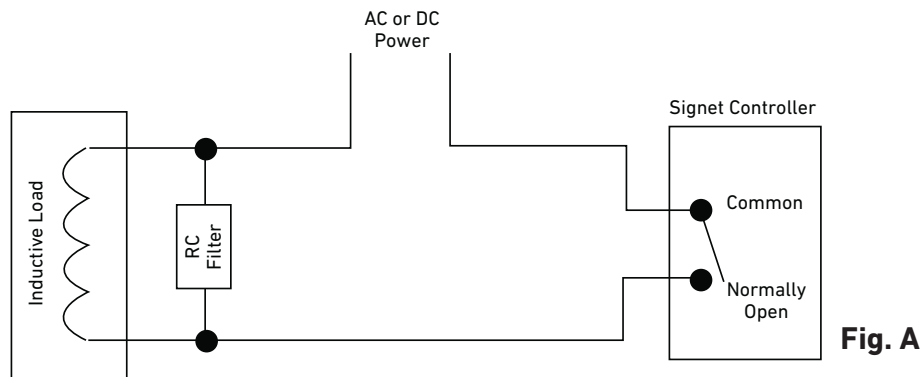 AC or DC
Power
Signet Controller
Inductive Load
RC
Filter
Common
Normally
Open
Fig. A